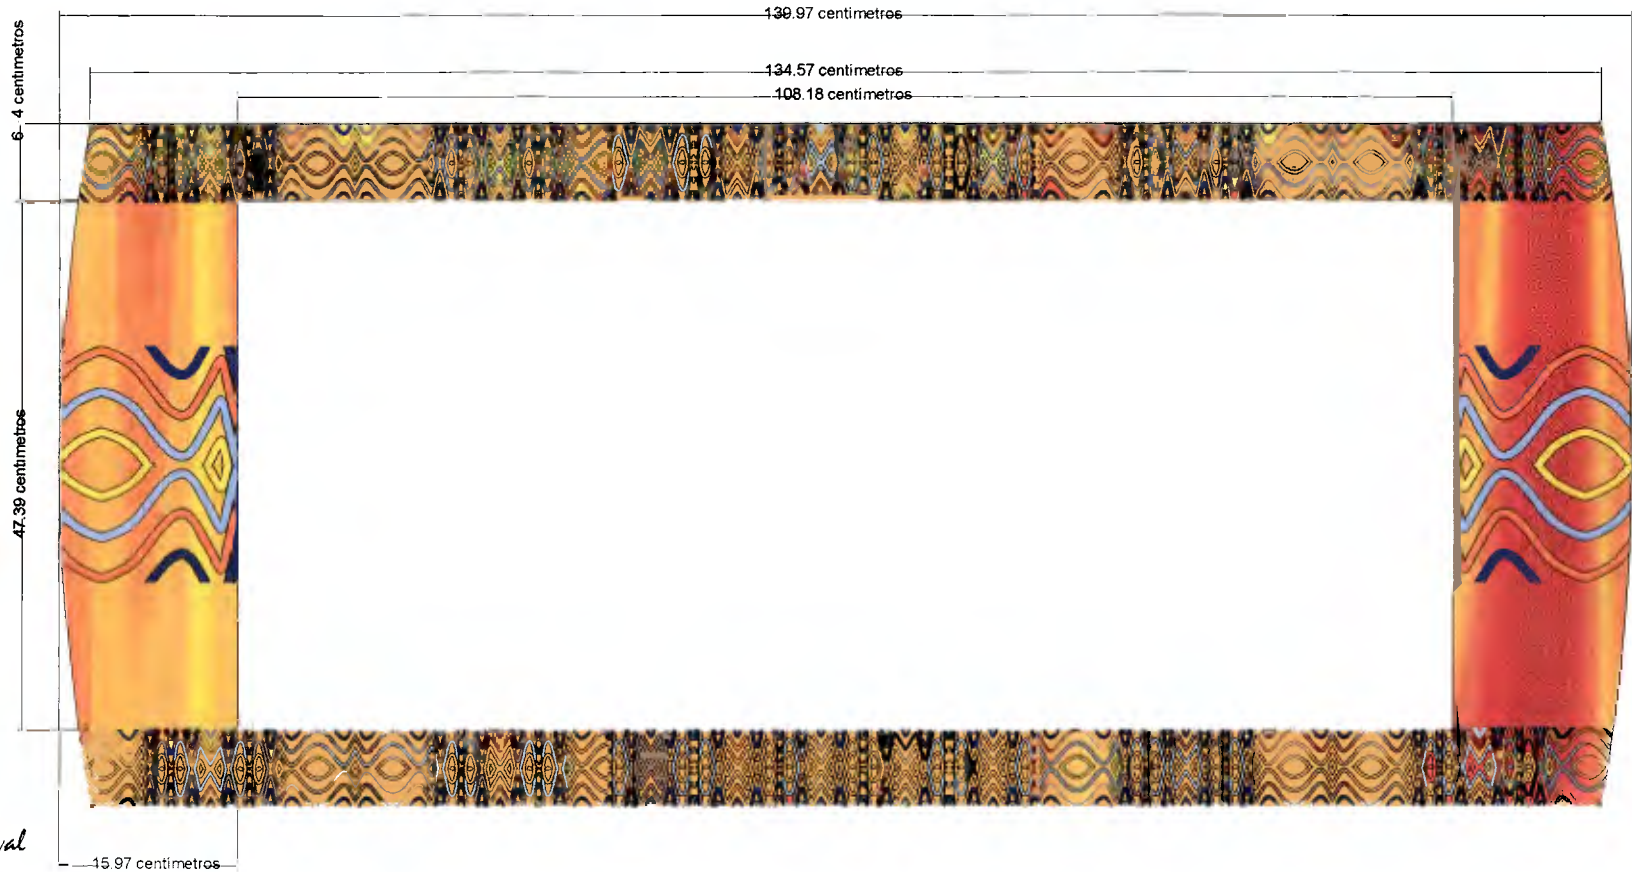 139.97 centimetros
134.57 centimetros
108.18 centimetros
6 4 centimetros
47.39 centimetros
15.97 centimetros